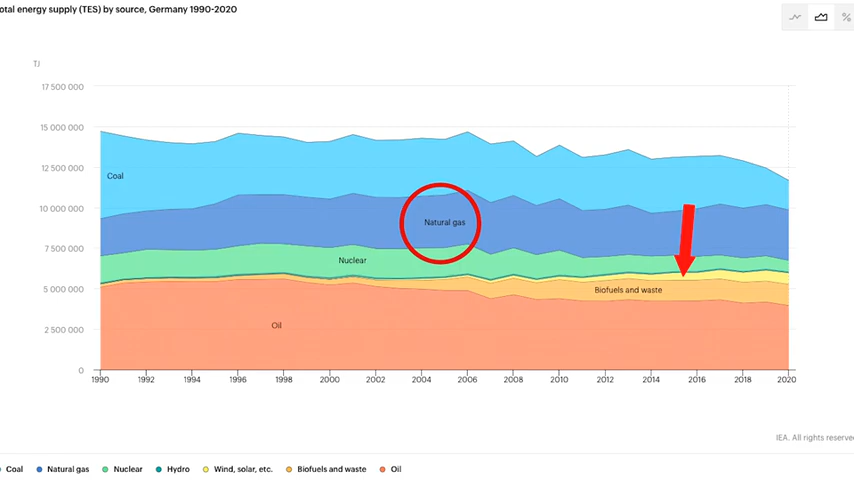 otal energy supply (TES) by source, Germany 1990-2020
%
TJ
17 500 000
15 000 000
12 500 000
10 000 000
7 500 000
5 000 000
2 500 000
0
Coal
Natural gas
Nuclear
Biofuels and waste
Oil
1990 1992 1994 1996 1998 2000 2002 2004 2006 2008 2010 2012 2014 2016 2018 2020
IEA. All rights reserve
Coal Natural gas Nuclear Hydro Wind, solar, etc. Biofuels and waste Oil